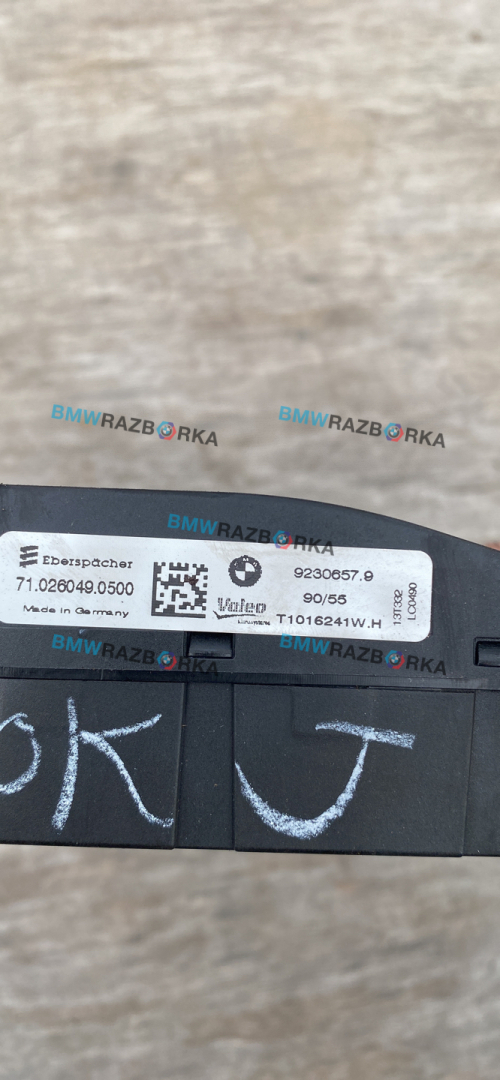 BMWRAZBORKA
BMWRAZBORKA
BMWRAZBORKA
Eberspächer
71.026049.0500
Made in Germany
Valeo
9230657.9
90/55
T1016241W.H
13T332
LC0490
BMWRAZBORKA
BMWRAZBORKA
OK J